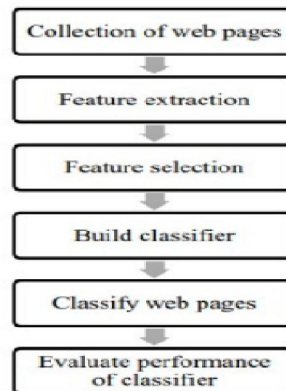 Collection of web pages
Feature extraction
Feature selection
Build classifier
Classify web pages
Evaluate performance
of classifier